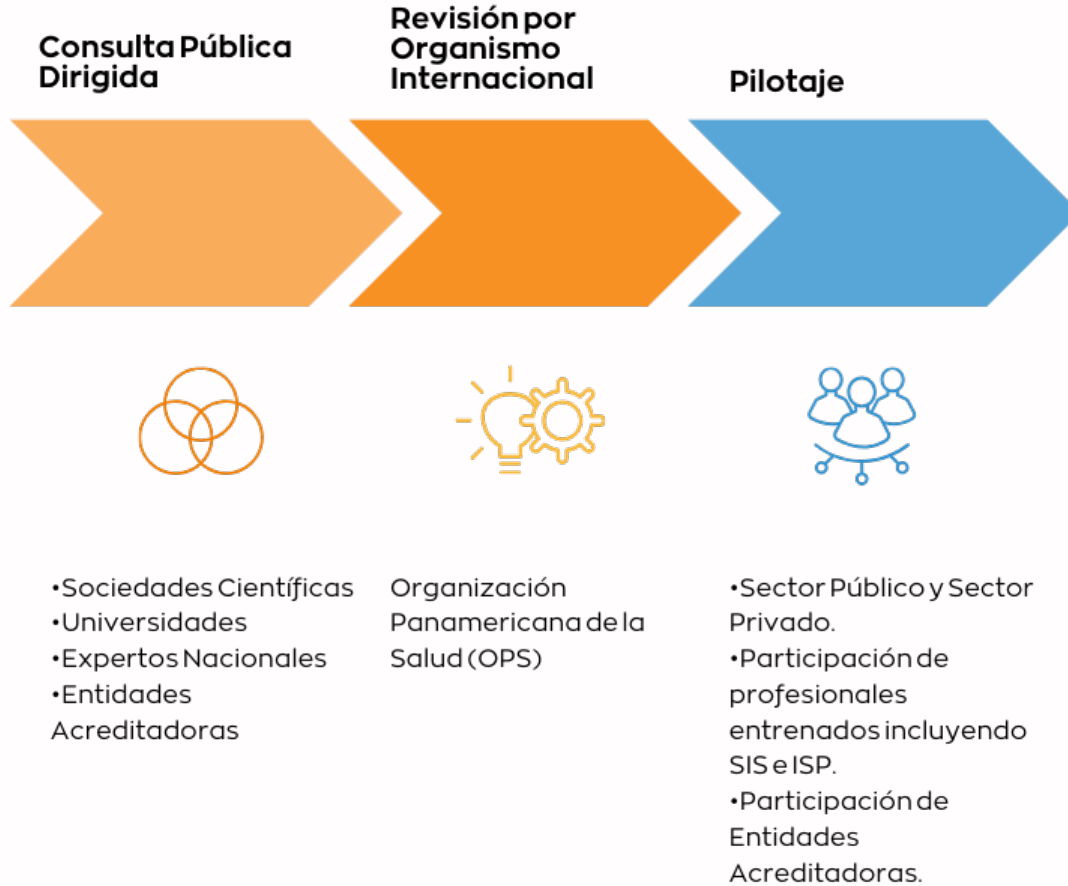 Consulta Pública
Dirigida
Revisión por
Organismo
Internacional
Pilotaje
•Sociedades Científicas
•Universidades
•Expertos Nacionales
•Entidades
Acreditadoras
Organización
Panamericana de la
Salud (OPS)
•Sector Público y Sector
Privado.
•Participación de
profesionales
entrenados incluyendo
SIS e ISP.
•Participación de
Entidades
Acreditadoras.